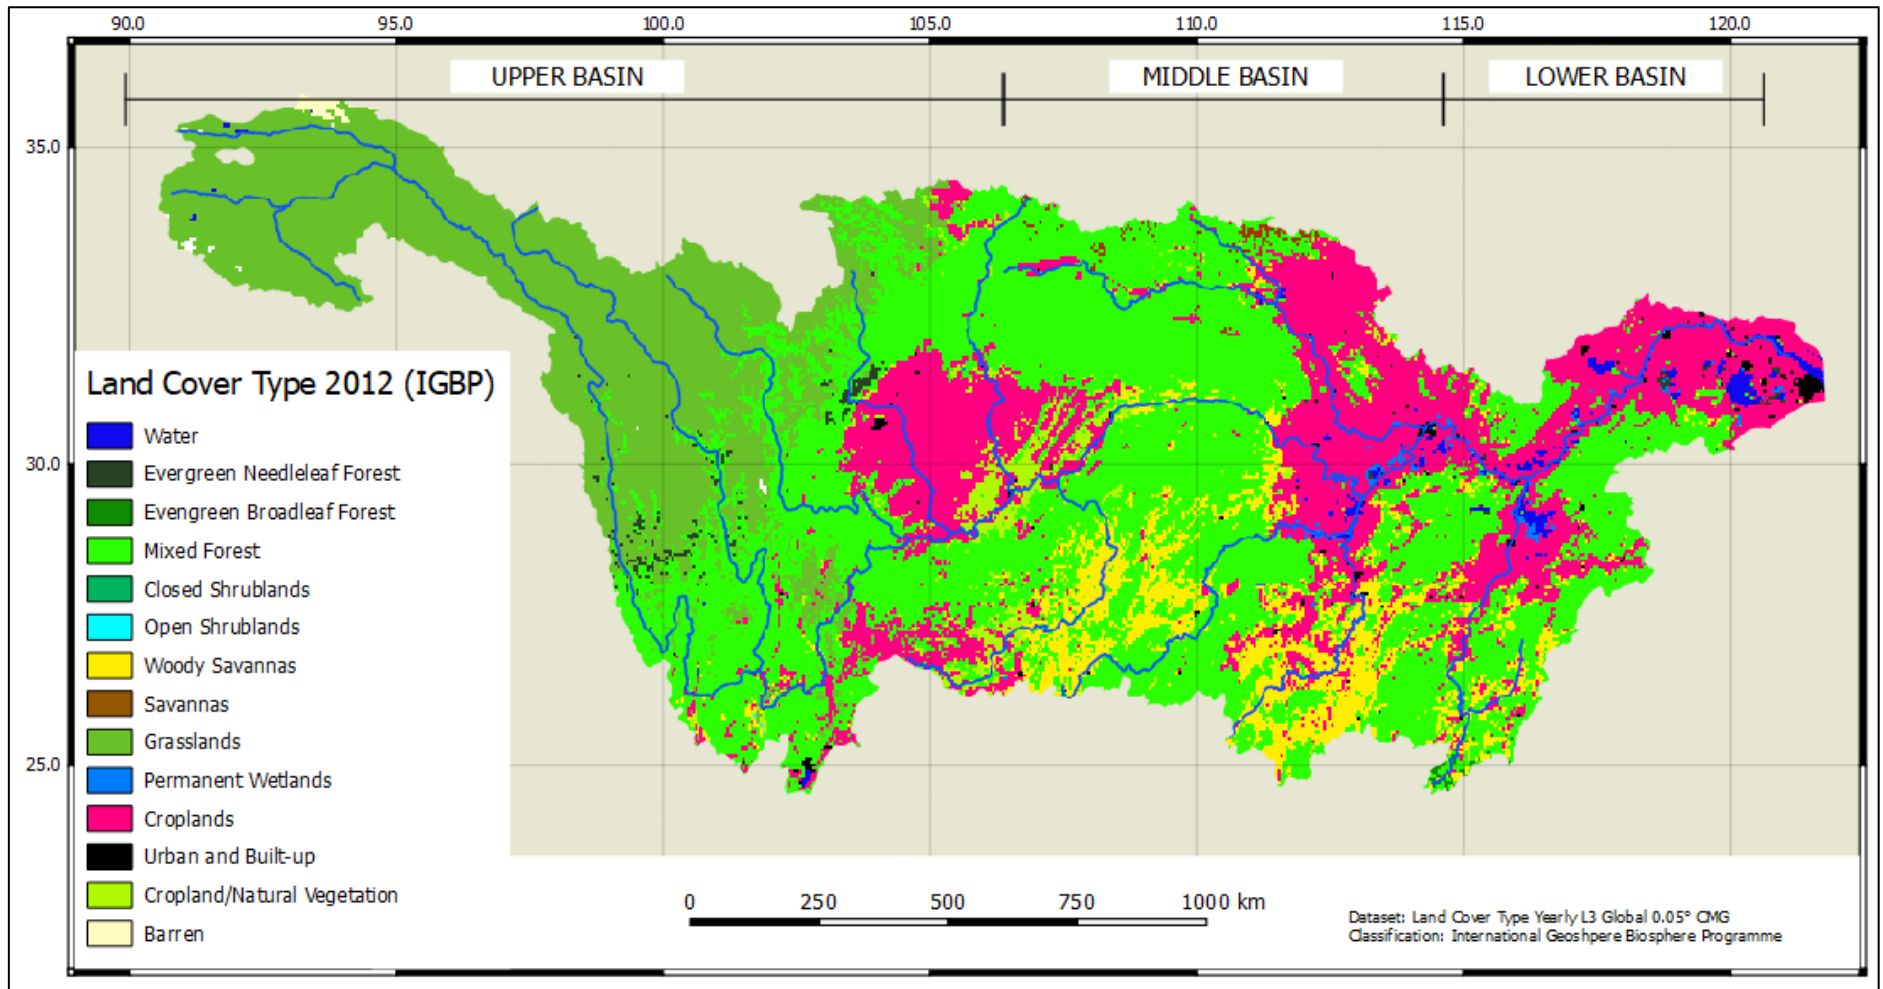 90.0 95.0 100.0 105.0 110.0 115.0 120.0
UPPER BASIN MIDDLE BASIN LOWER BASIN
35.0
30.0
25.0
Land Cover Type 2012 (IGBP)
Water
Evergreen Needleleaf Forest
Evengreen Broadleaf Forest
Mixed Forest
Closed Shrublands
Open Shrublands
Woody Savannas
Savannas
Grasslands
Permanent Wetlands
Croplands
Urban and Built-up
Cropland/Natural Vegetation
Barren
0 250 500 750 1000 km
Dataset: Land Cover Type Yearly L3 Global 0.05° CMG
Classification: International Geoshpere Biosphere Programme